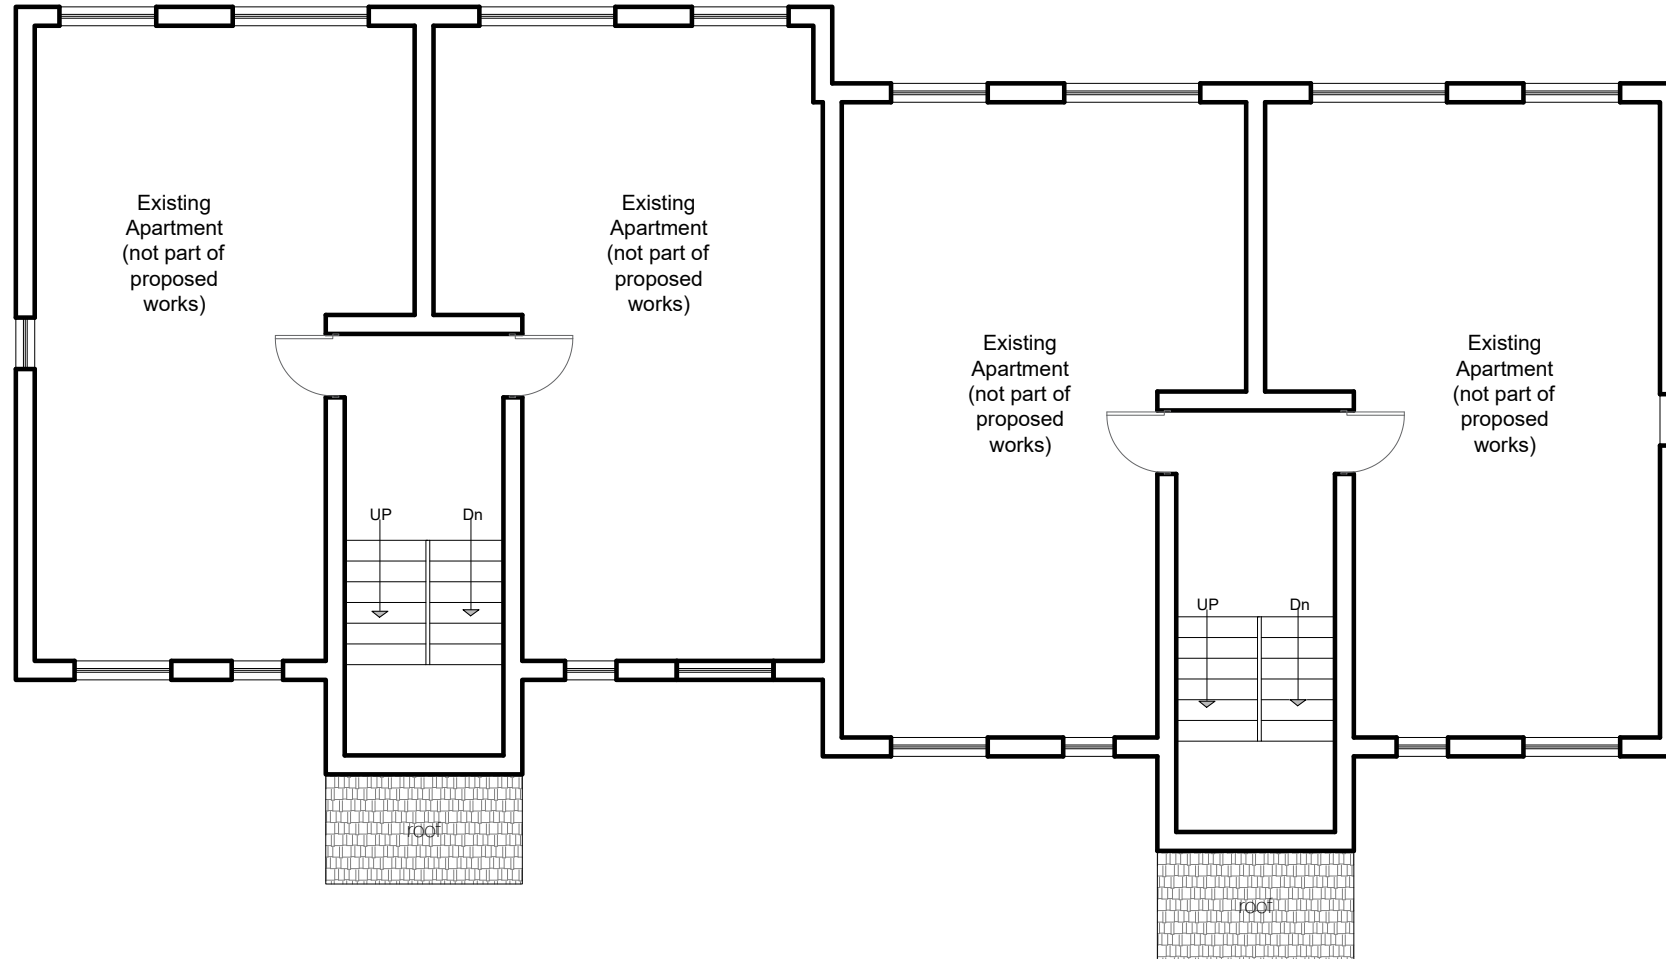 Existing
Apartment
(not part of
proposed
works)
Existing
Apartment
(not part of
proposed
works)
Existing
Apartment
(not part of
proposed
works)
Existing
Apartment
(not part of
proposed
works)
UP
Dn
UP
Dn
roof
roof